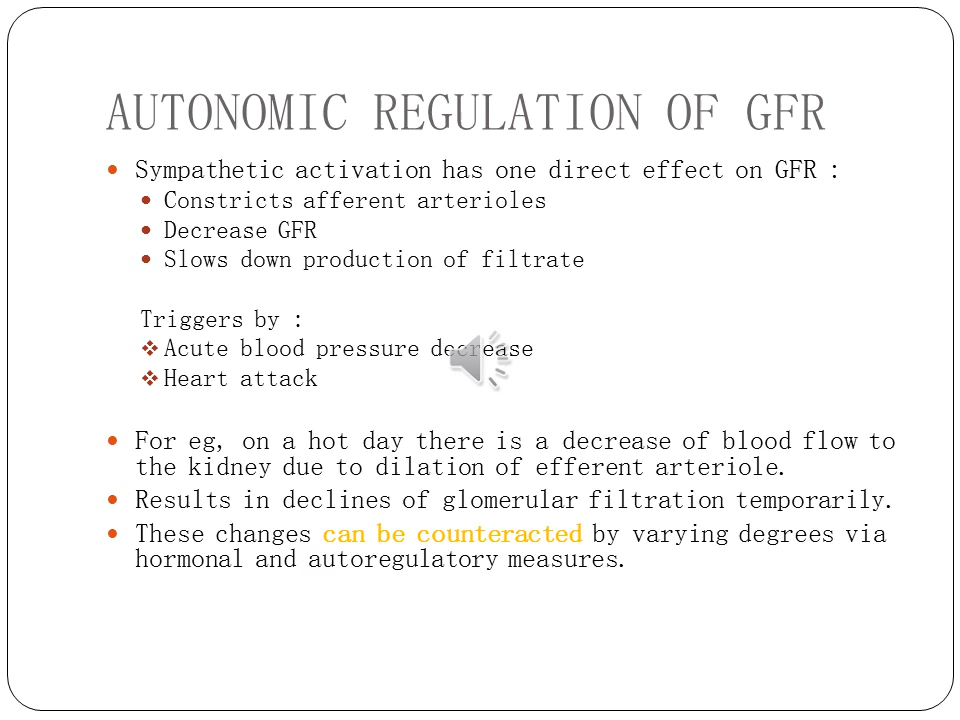 AUTONOMIC REGULATION OF GFR
Sympathetic activation has one direct effect on GFR :
Constricts afferent arterioles
Decrease GFR
Slows down production of filtrate
Triggers by :
Acute blood pressure decrease
Heart attack
For eg, on a hot day there is a decrease of blood flow to
the kidney due to dilation of efferent arteriole.
Results in declines of glomerular filtration temporarily.
These changes can be counteracted by varying degrees via
hormonal and autoregulatory measures.